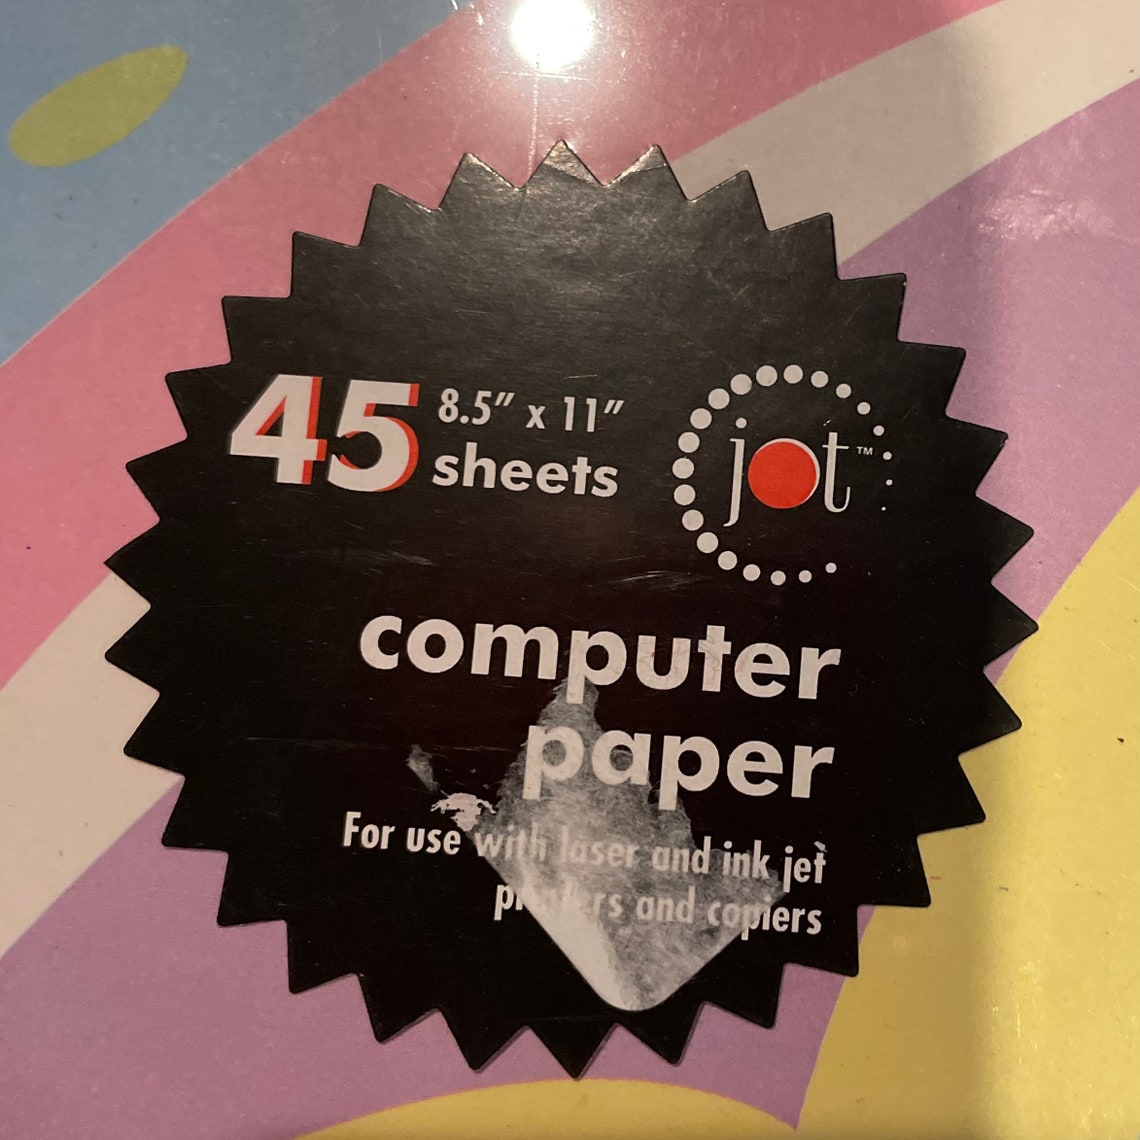 45 8.5" x 11"
sheets
jot™
computer
paper
For use with laser and ink jet
printers and copiers